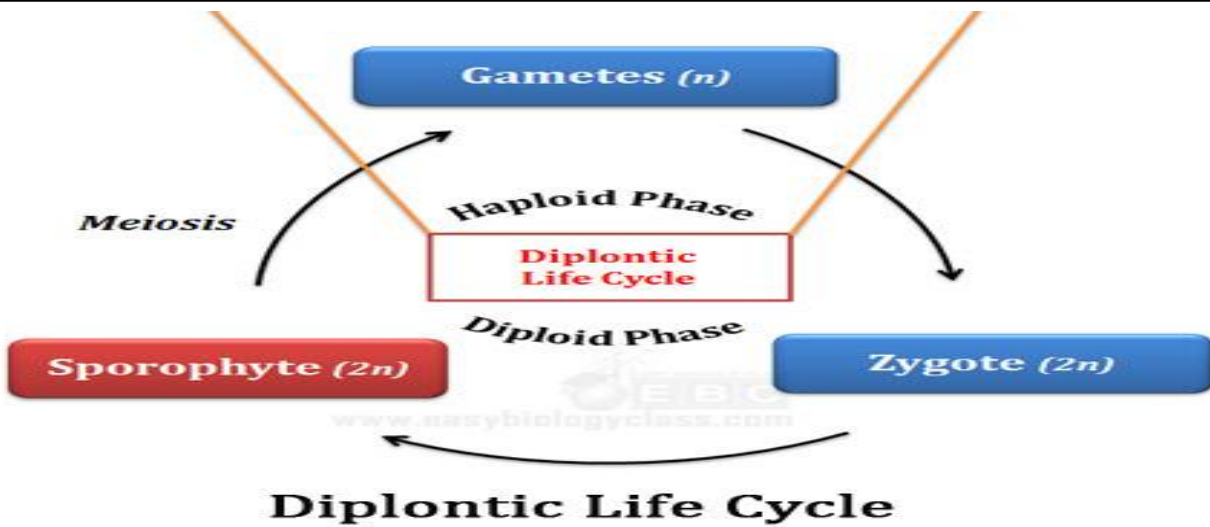 Gametes (n)
Haploid Phase
Meiosis
Diplontic
Life Cycle
Diploid Phase
Sporophyte (2n)
Zygote (2n)
EBC
www.easybiologyclass.com
Diplontic Life Cycle